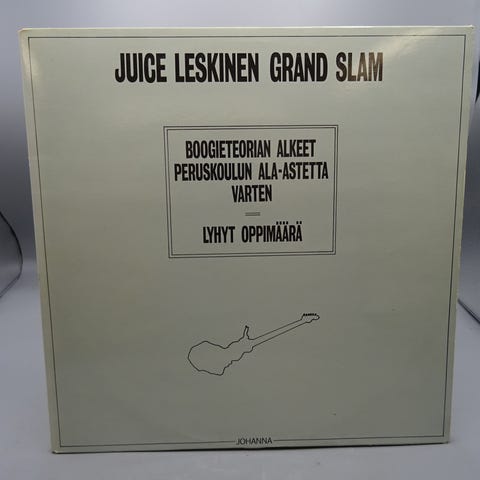 JUICE LESKINEN GRAND SLAM
BOOGIETEORIAN ALKEET
PERUSKOULUN ALA-ASTETTA
VARTEN
LYHYT OPPIMÄÄRÄ
JOHANNA